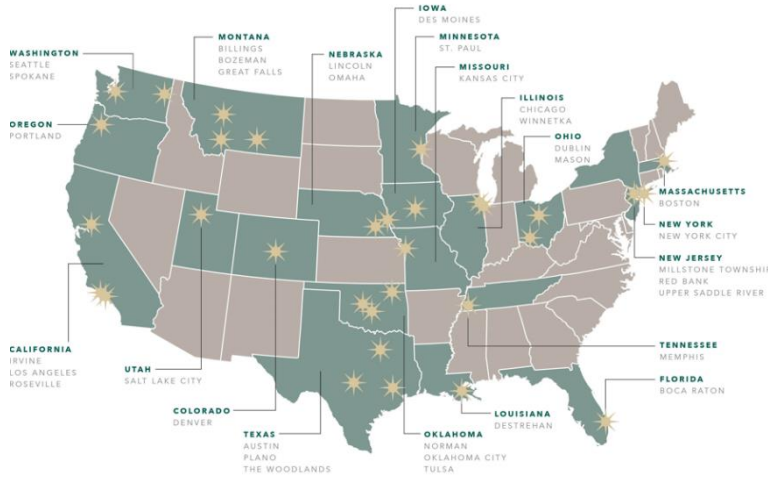 IOWA
DES MOINES
MONTANA
BILLINGS
BOZEMAN
GREAT FALLS
MINNESOTA
ST. PAUL
WASHINGTON
SEATTLE
SPOKANE
NEBRASKA
LINCOLN
OMAHA
MISSOURI
KANSAS CITY
ILLINOIS
CHICAGO
WINNETKA
OREGON
PORTLAND
OHIO
DUBLIN
MASON
MASSACHUSETTS
BOSTON
NEW YORK
NEW YORK CITY
NEW JERSEY
MILLSTONE TOWNSHIP
RED BANK
UPPER SADDLE RIVER
CALIFORNIA
IRVINE
LOS ANGELES
ROSEVILLE
TENNESSEE
MEMPHIS
UTAH
SALT LAKE CITY
FLORIDA
BOCA RATON
COLORADO
DENVER
LOUISIANA
DESTREHAN
TEXAS
AUSTIN
PLANO
THE WOODLANDS
OKLAHOMA
NORMAN
OKLAHOMA CITY
TULSA